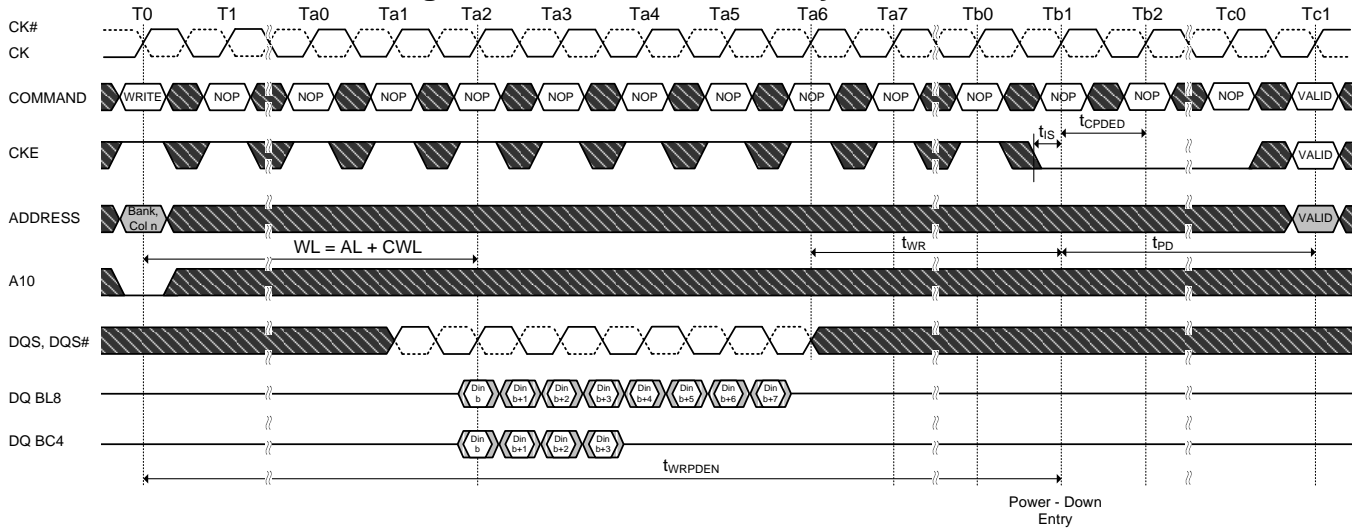 T0 T1 Ta0 Ta1 Ta2 Ta3 Ta4 Ta5 Ta6 Ta7 Tb0 Tb1 Tb2 Tc0 Tc1
CK#
CK
COMMAND WRITE NOP NOP NOP NOP NOP NOP NOP NOP NOP NOP NOP NOP NOP VALID
tIS tCPDED
CKE VALID
ADDRESS Bank, Col n VALID
WL = AL + CWL tWR tPD
A10
DQS, DQS#
DQ BL8 Din b Din b+1 Din b+2 Din b+3 Din b+4 Din b+5 Din b+6 Din b+7
DQ BC4 Din b Din b+1 Din b+2 Din b+3
tWRPDEN
Power - Down
Entry